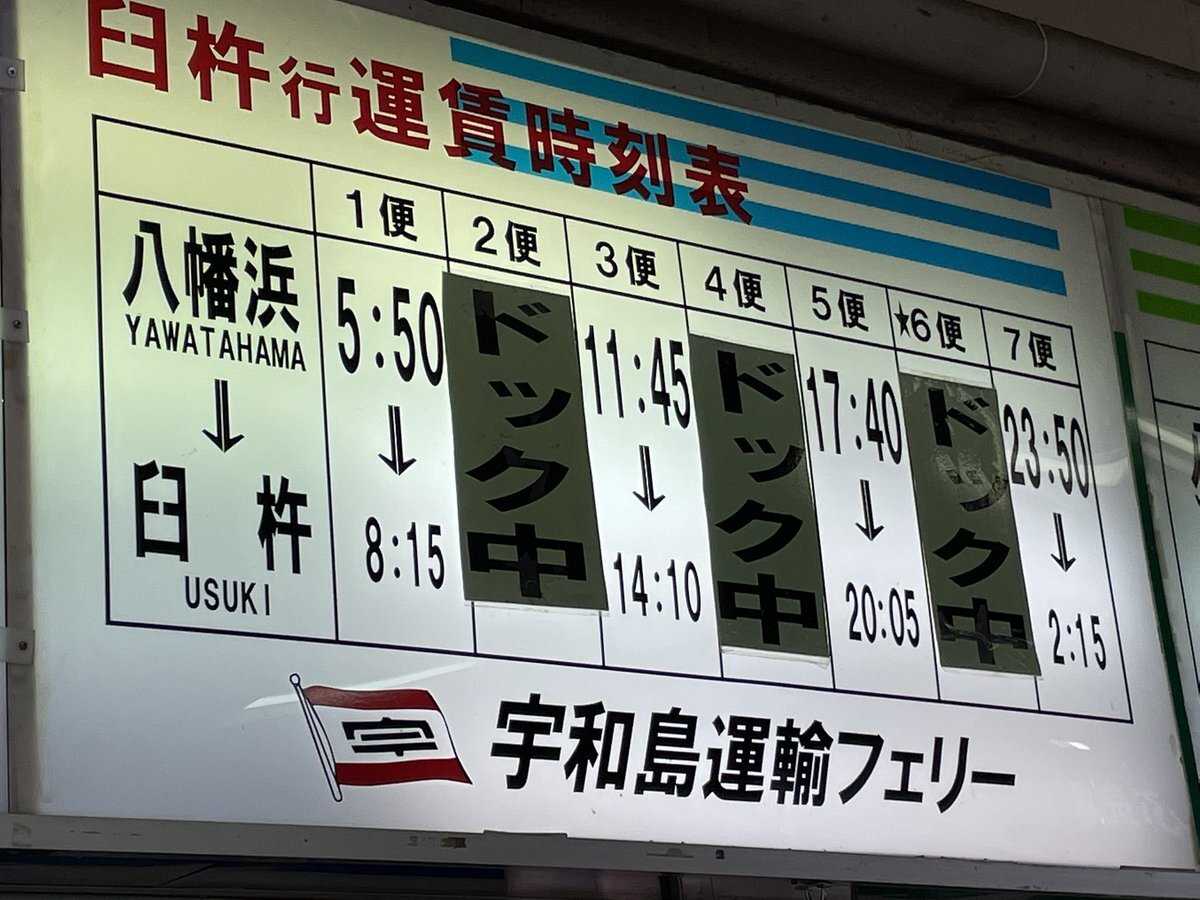 臼杵行運賃時刻表
1便 2便 3便 4便 5便 ★6便 7便
八幡浜
YAWATAHAMA
⇓
臼杵
USUKI
5:50
⇓
8:15
ドック中
11:45
⇓
14:10
ドック中
17:40
⇓
20:05
ドック中
23:50
⇓
2:15
宇
宇和島運輸フェリー